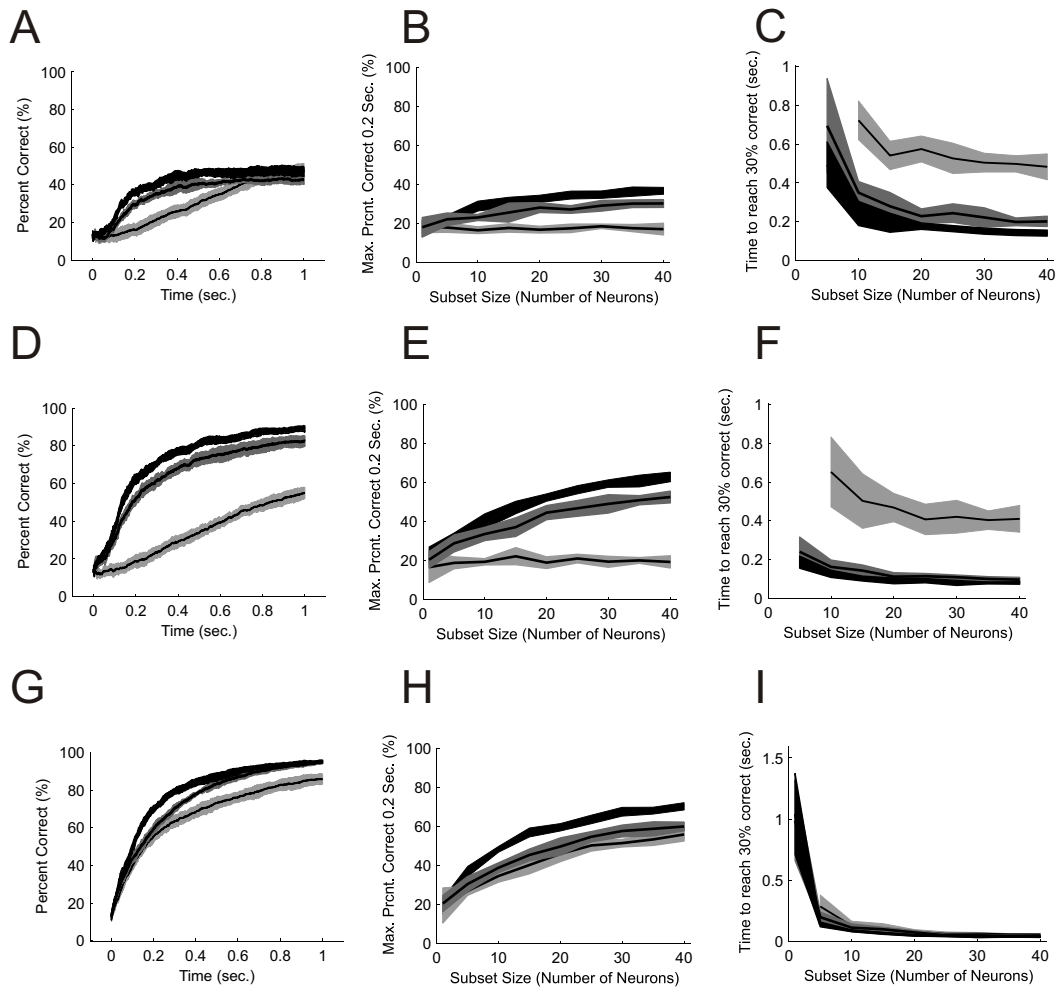 A
Percent Correct (%)
100
80
60
40
20
0
0 0.2 0.4 0.6 0.8 1
Time (sec.)
B
Max. Prcnt. Correct 0.2 Sec. (%)
100
80
60
40
20
0
0 10 20 30 40
Subset Size (Number of Neurons)
C
Time to reach 30% correct (sec.)
1
0.8
0.6
0.4
0.2
0
0 10 20 30 40
Subset Size (Number of Neurons)
D
Percent Correct (%)
100
80
60
40
20
0
0 0.2 0.4 0.6 0.8 1
Time (sec.)
E
Max. Prcnt. Correct 0.2 Sec. (%)
100
80
60
40
20
0
0 10 20 30 40
Subset Size (Number of Neurons)
F
Time to reach 30% correct (sec.)
1
0.8
0.6
0.4
0.2
0
0 10 20 30 40
Subset Size (Number of Neurons)
G
Percent Correct (%)
100
80
60
40
20
0
0 0.2 0.4 0.6 0.8 1
Time (sec.)
H
Max. Prcnt. Correct 0.2 Sec. (%)
100
80
60
40
20
0
0 10 20 30 40
Subset Size (Number of Neurons)
I
Time to reach 30% correct (sec.)
1.5
1
0.5
0
0 10 20 30 40
Subset Size (Number of Neurons)